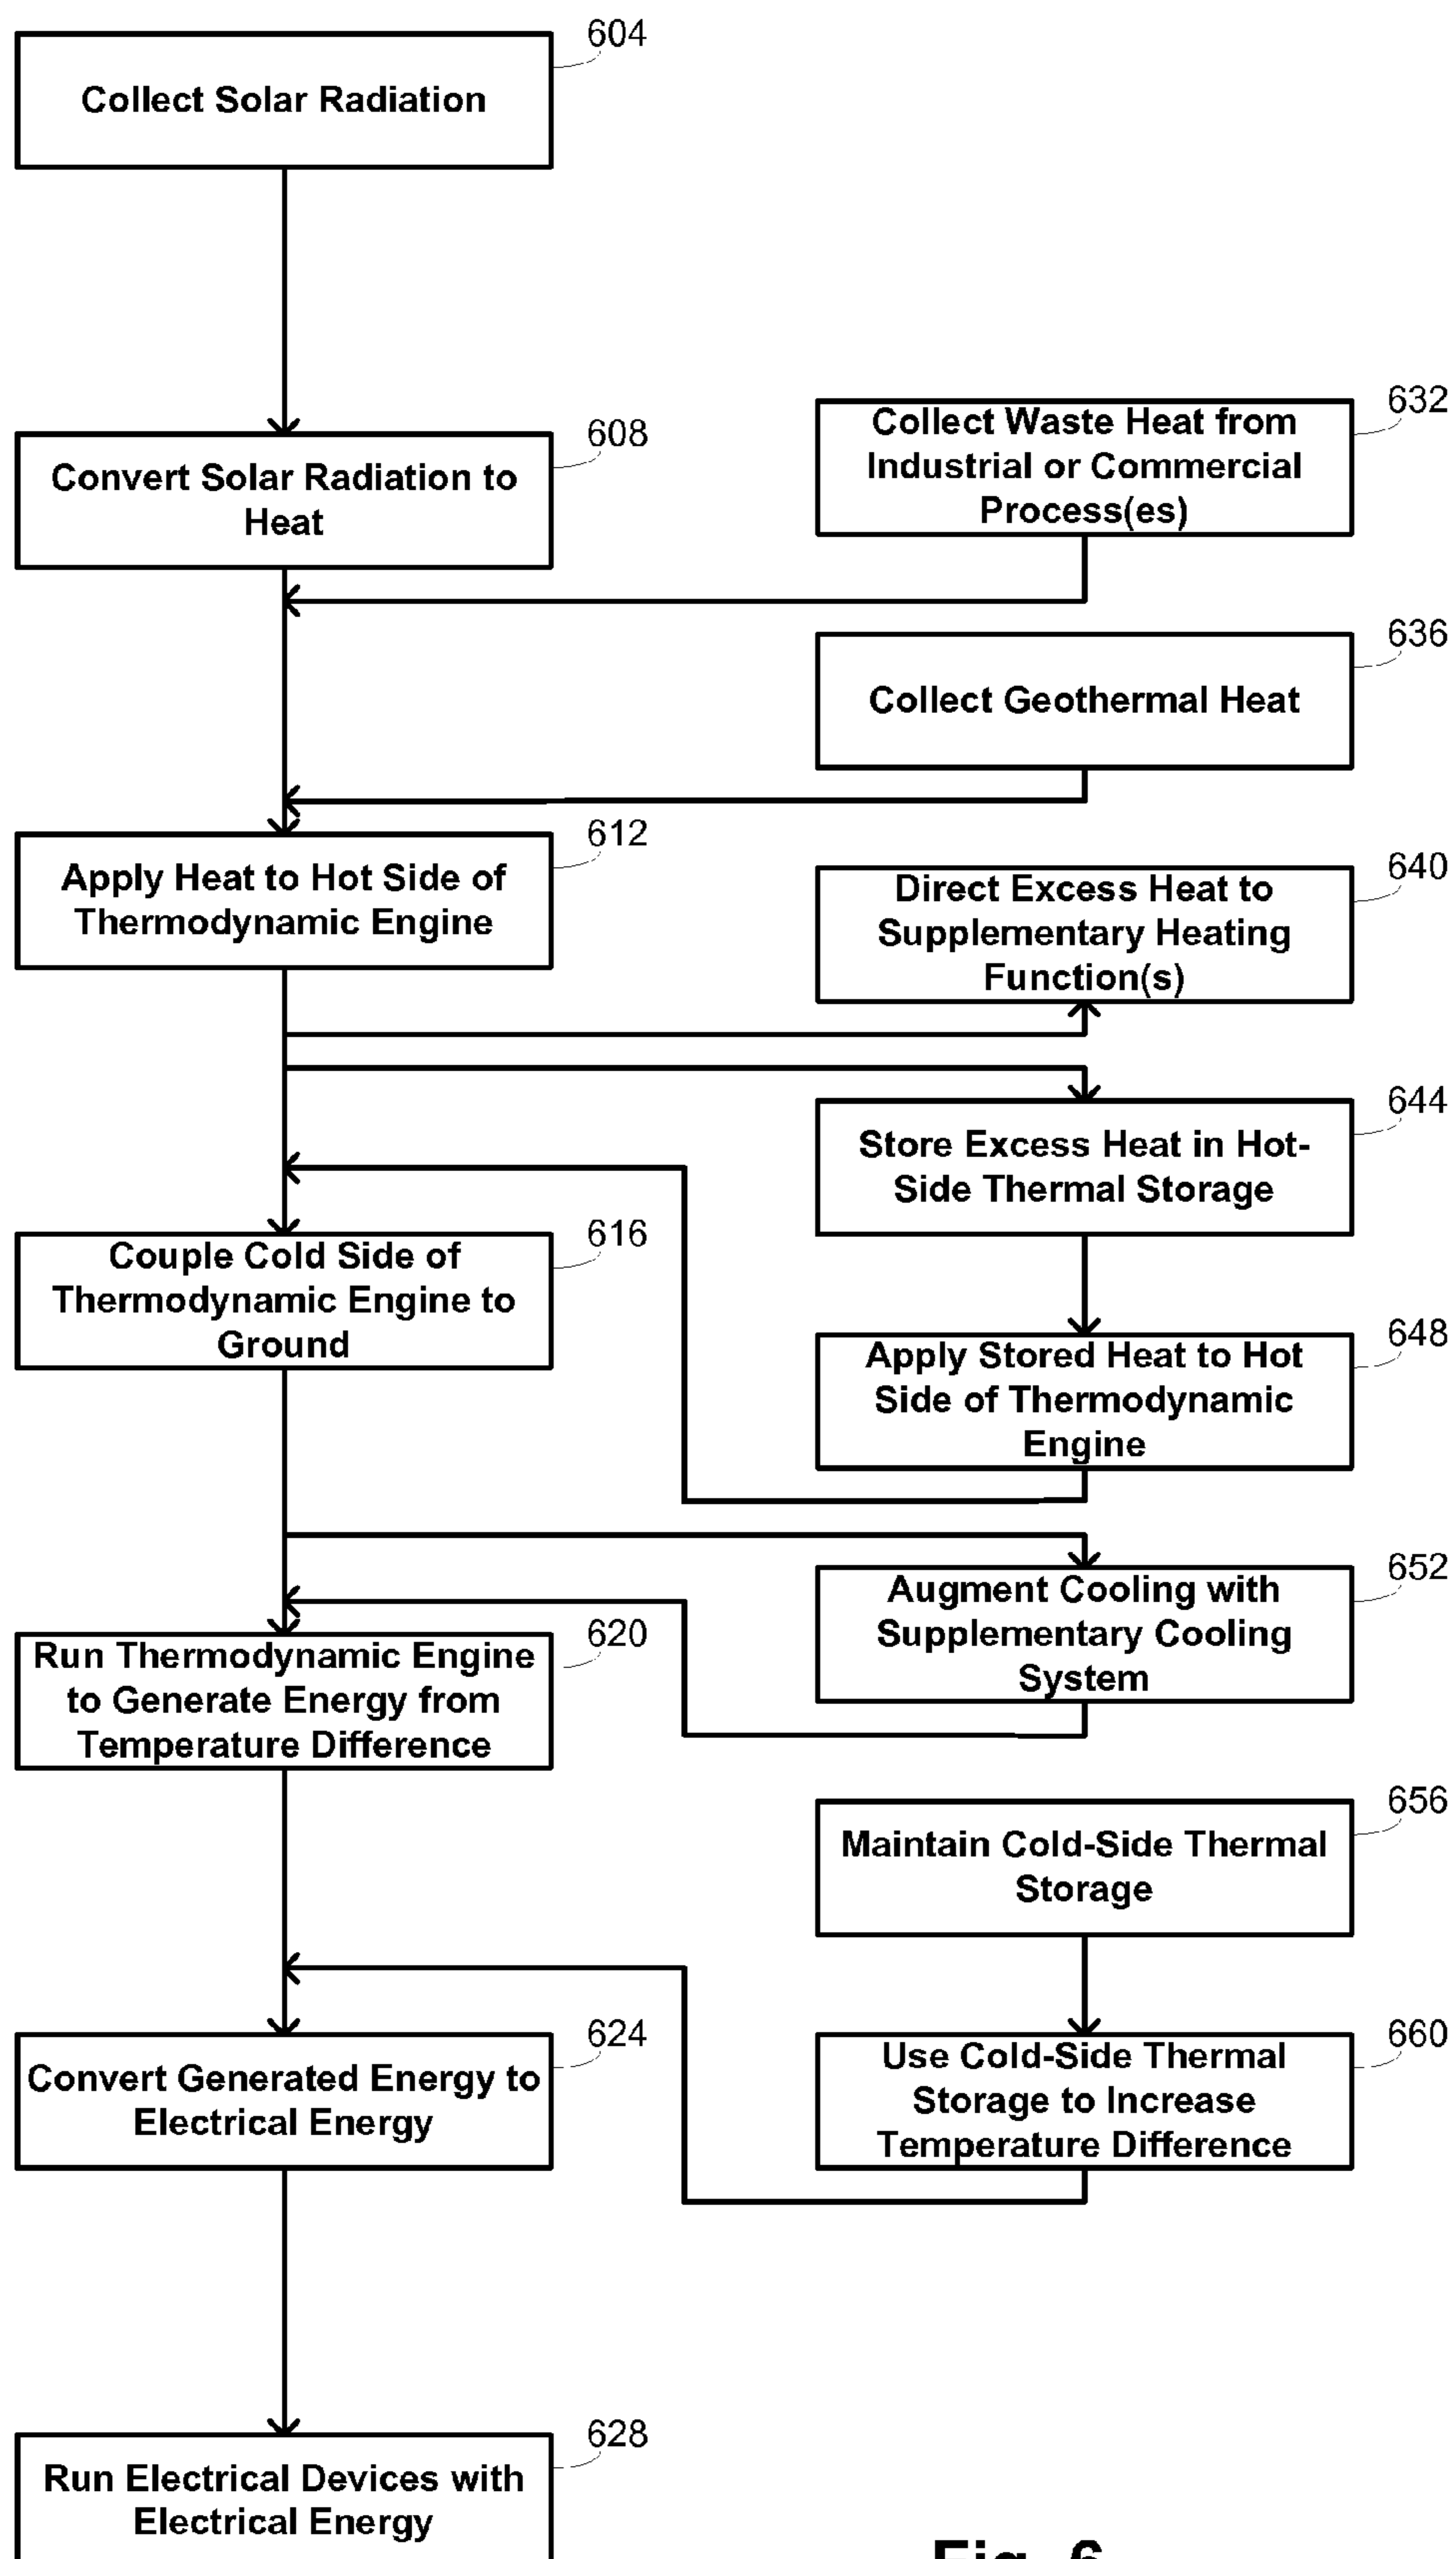 604
Collect Solar Radiation
608
Convert Solar Radiation to
Heat
632
Collect Waste Heat from
Industrial or Commercial
Process(es)
636
Collect Geothermal Heat
612
Apply Heat to Hot Side of
Thermodynamic Engine
640
Direct Excess Heat to
Supplementary Heating
Function(s)
644
Store Excess Heat in Hot-
Side Thermal Storage
616
Couple Cold Side of
Thermodynamic Engine to
Ground
648
Apply Stored Heat to Hot
Side of Thermodynamic
Engine
652
Augment Cooling with
Supplementary Cooling
System
620
Run Thermodynamic Engine
to Generate Energy from
Temperature Difference
656
Maintain Cold-Side Thermal
Storage
624
Convert Generated Energy to
Electrical Energy
660
Use Cold-Side Thermal
Storage to Increase
Temperature Difference
628
Run Electrical Devices with
Electrical Energy
Fig. 6